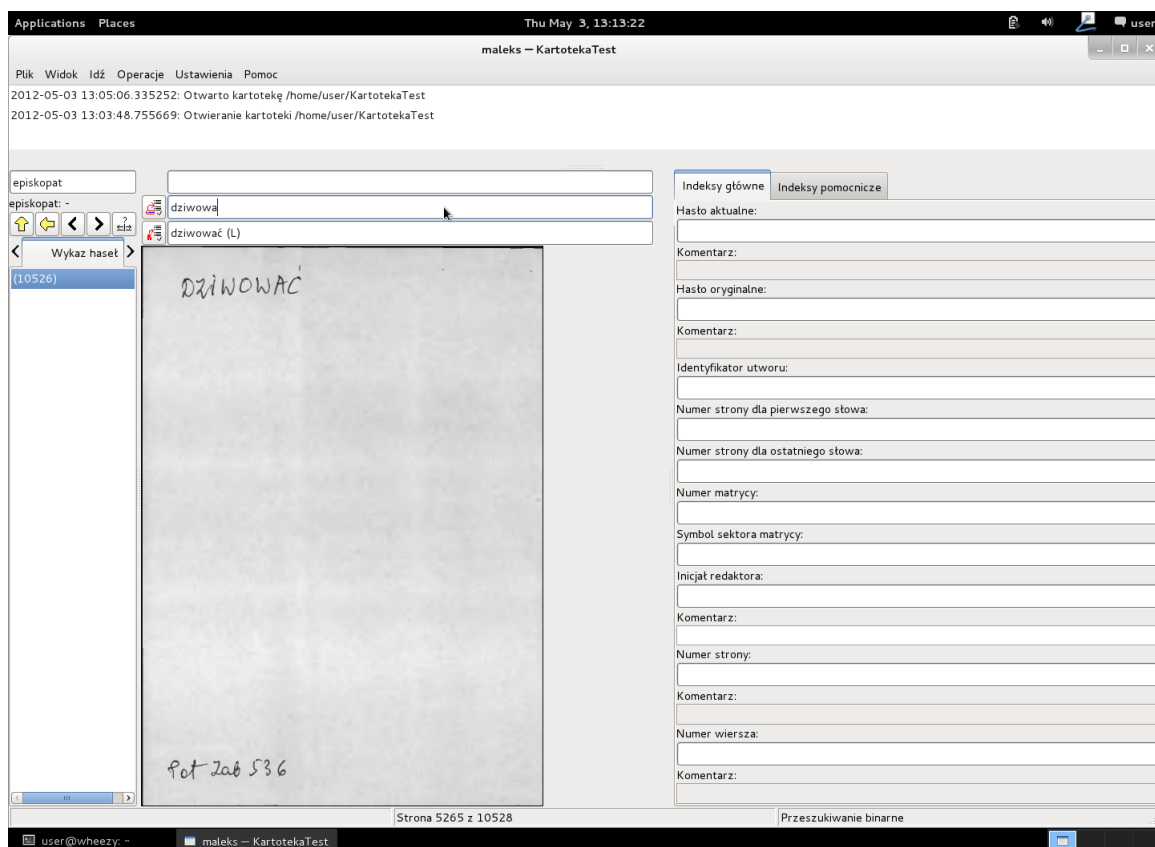 Applications Places
Thu May 3, 13:13:22
user
maleks — KartotekaTest
Plik Widok Idź Operacje Ustawienia Pomoc
2012-05-03 13:05:06.335252: Otwarto kartotekę /home/user/KartotekaTest
2012-05-03 13:03:48.755669: Otwieranie kartoteki /home/user/KartotekaTest
episkopat
episkopat: -
dziwowa
dziwować (L)
Wykaz haseł
(10526)
DZIWOWAĆ
Pot Zab 536
Indeksy główne Indeksy pomocnicze
Hasło aktualne:
Komentarz:
Hasło oryginalne:
Komentarz:
Identyfikator utworu:
Numer strony dla pierwszego słowa:
Numer strony dla ostatniego słowa:
Numer matrycy:
Symbol sektora matrycy:
Inicjał redaktora:
Komentarz:
Numer strony:
Komentarz:
Numer wiersza:
Komentarz:
Strona 5265 z 10528
Przeszukiwanie binarne
user@wheezy: ~
maleks — KartotekaTest